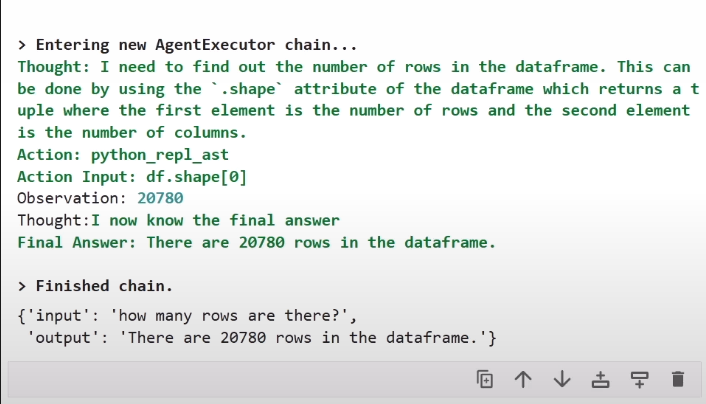 > Entering new AgentExecutor chain...
Thought: I need to find out the number of rows in the dataframe. This can
be done by using the `.shape` attribute of the dataframe which returns a t
uple where the first element is the number of rows and the second element
is the number of columns.
Action: python_repl_ast
Action Input: df.shape[0]
Observation: 20780
Thought:I now know the final answer
Final Answer: There are 20780 rows in the dataframe.
> Finished chain.
{'input': 'how many rows are there?',
 'output': 'There are 20780 rows in the dataframe.'}